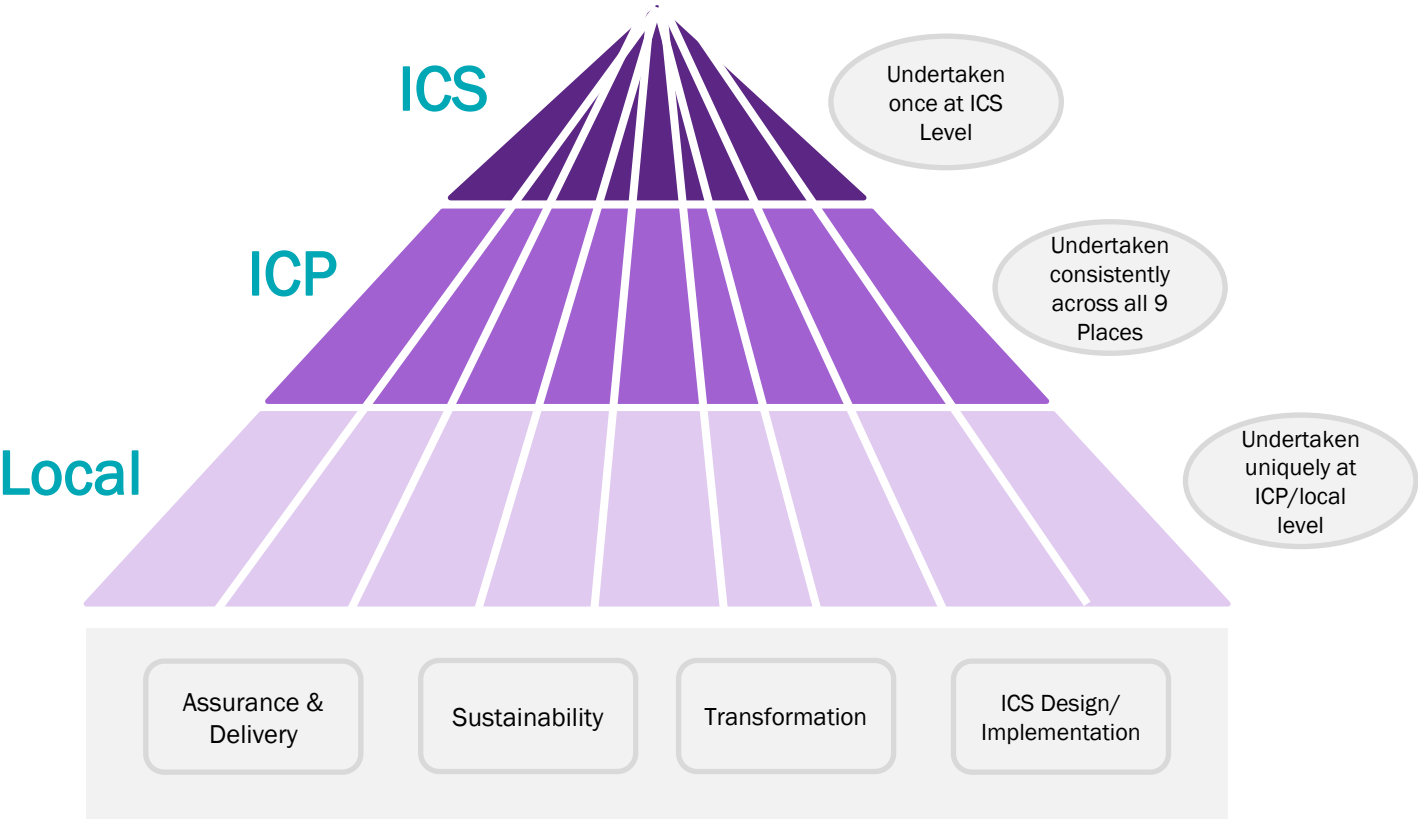 ICS
Undertaken
once at ICS
Level
ICP
Undertaken
consistently
across all 9
Places
Local
Undertaken
uniquely at
ICP/local
level
Assurance &
Delivery
Sustainability
Transformation
ICS Design/
Implementation